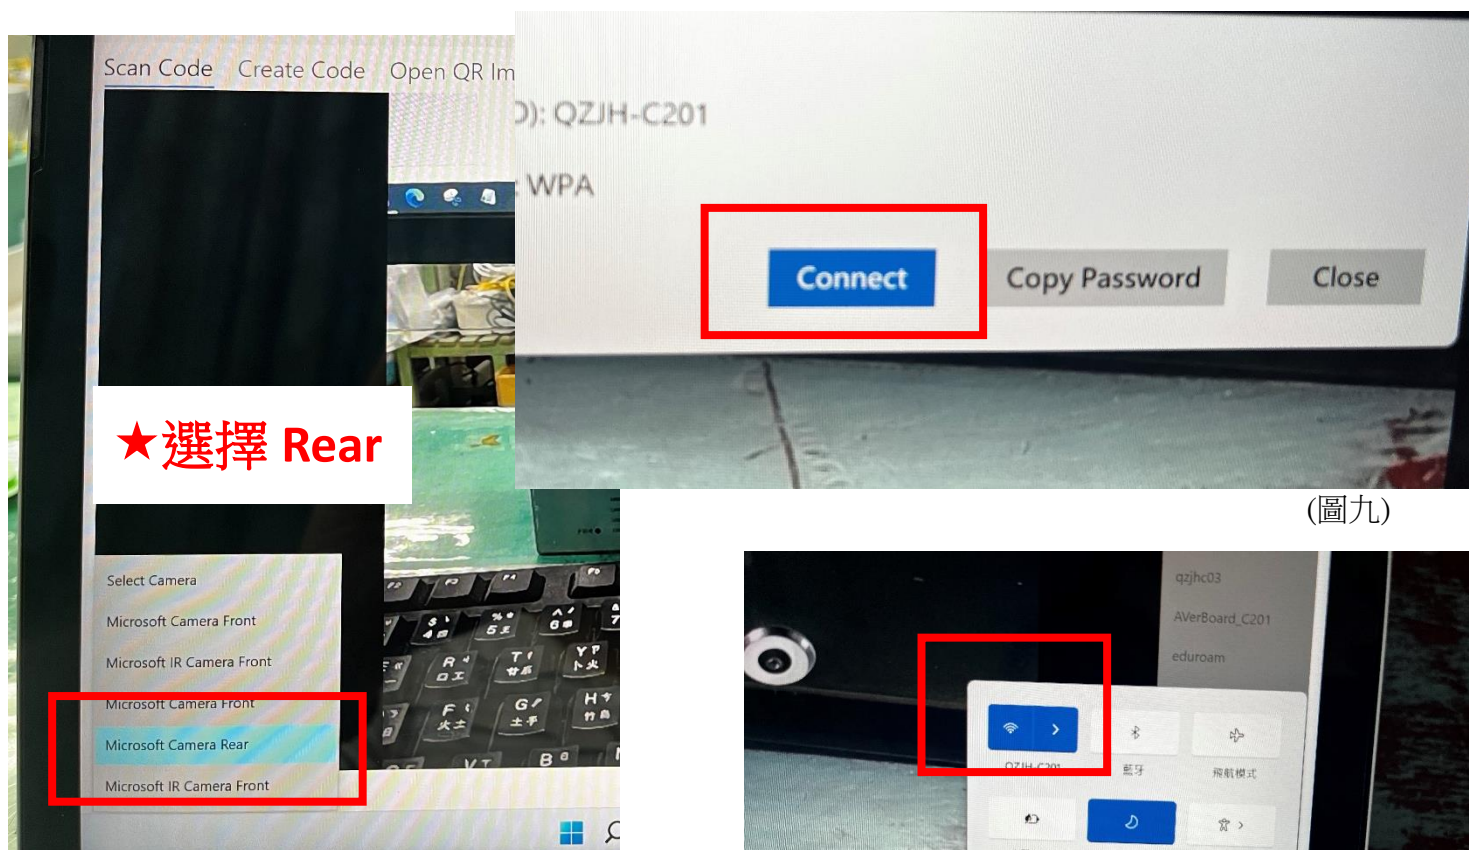 Scan Code Create Code Open QR Im
★選擇 Rear
Select Camera
Microsoft Camera Front
Microsoft IR Camera Front
Microsoft Camera Front
Microsoft Camera Rear
Microsoft IR Camera Front
): QZJH-C201
: WPA
Connect Copy Password Close
(圖九)
qzjhc03
AVerBoard_C201
eduroam
QZJH-C201 藍牙 飛航模式